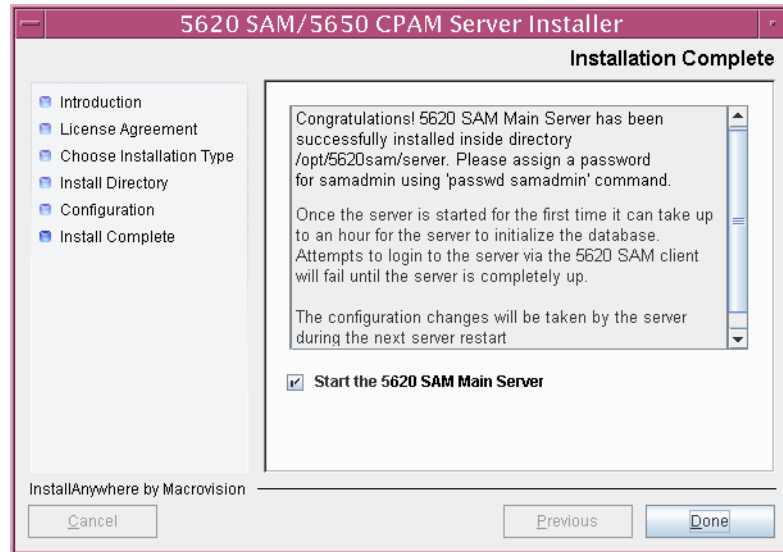 5620 SAM/5650 CPAM Server Installer
Installation Complete
Introduction
License Agreement
Choose Installation Type
Install Directory
Configuration
Install Complete
Congratulations! 5620 SAM Main Server has been
successfully installed inside directory
/opt/5620sam/server. Please assign a password
for samadmin using 'passwd samadmin' command.
Once the server is started for the first time it can take up
to an hour for the server to initialize the database.
Attempts to login to the server via the 5620 SAM client
will fail until the server is completely up.
The configuration changes will be taken by the server
during the next server restart
Start the 5620 SAM Main Server
InstallAnywhere by Macrovision
Cancel
Previous
Done